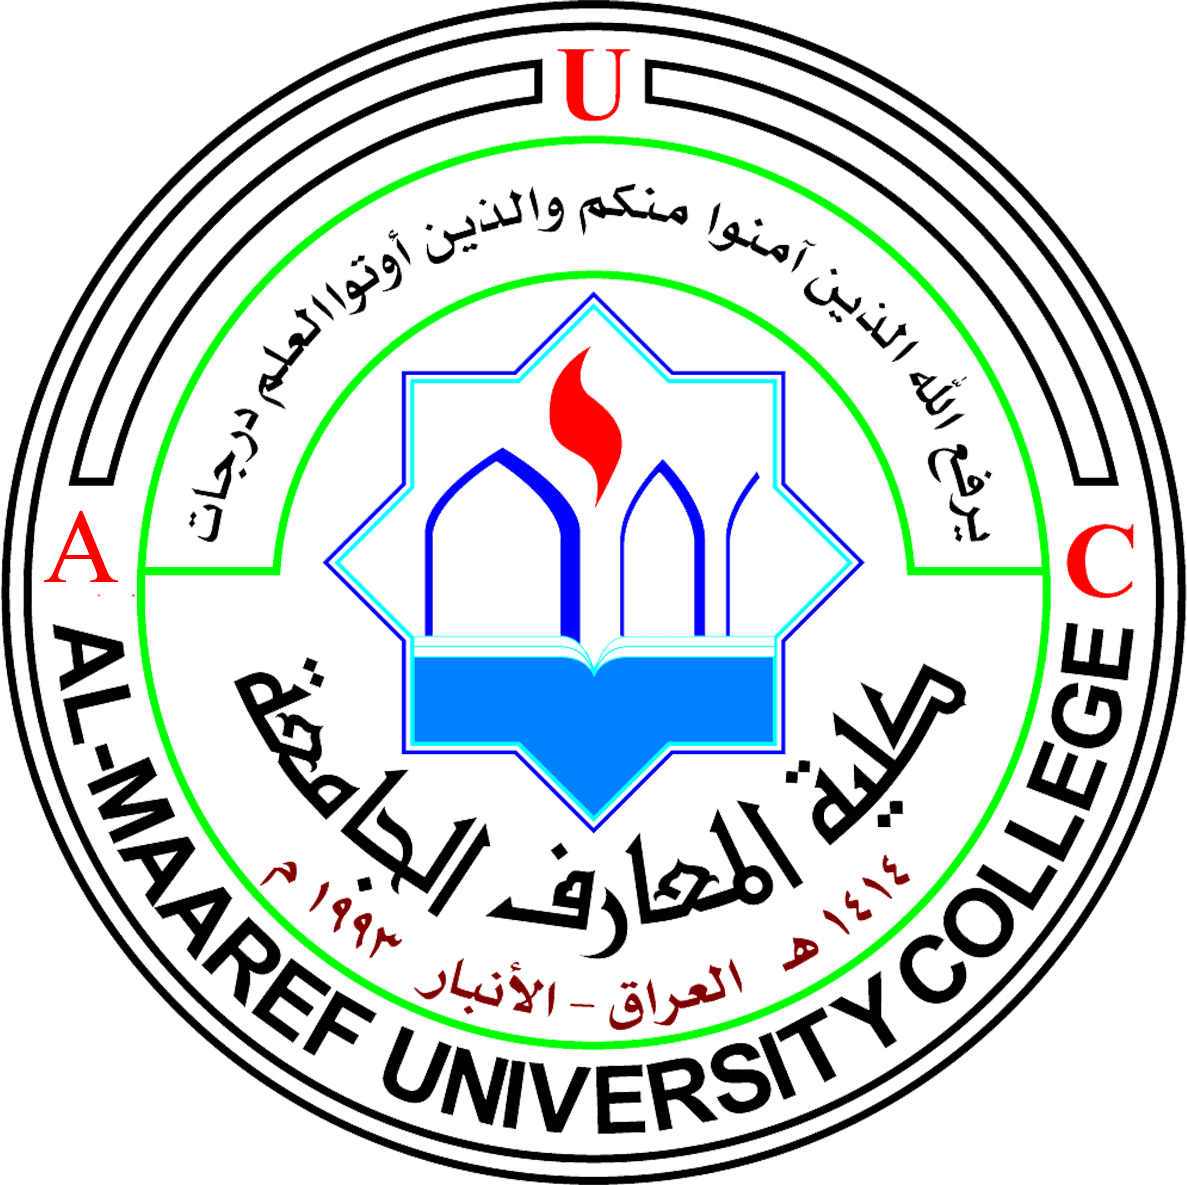 A U C
يرفع الله الذين آمنوا منكم والذين أوتوا العلم درجات
كلية المعارف الجامعة
١٤١٤ هـ العراق - الأنبار ١٩٩٣ م
AL-MAAREF UNIVERSITY COLLEGE